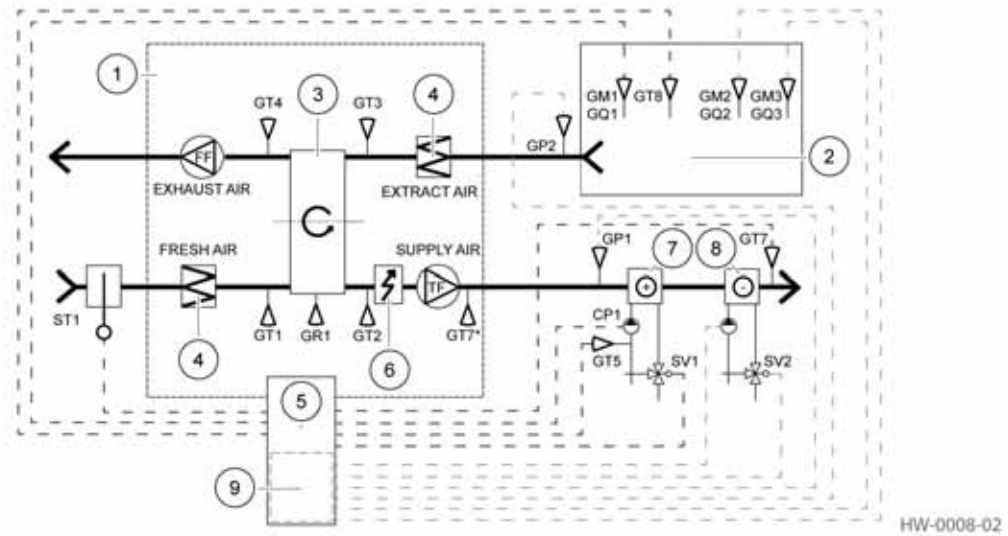 1
3
4
GT4
GT3
GM1
GQ1
GT8
GM2
GQ2
GM3
GQ3
GP2
2
FF
EXHAUST AIR
EXTRACT AIR
FRESH AIR
SUPPLY AIR
GP1
7
8
GT7
+
-
TF
ST1
GT1
GR1
GT2
GT7*
CP1
4
6
GT5
SV1
SV2
5
9
HW-0008-02